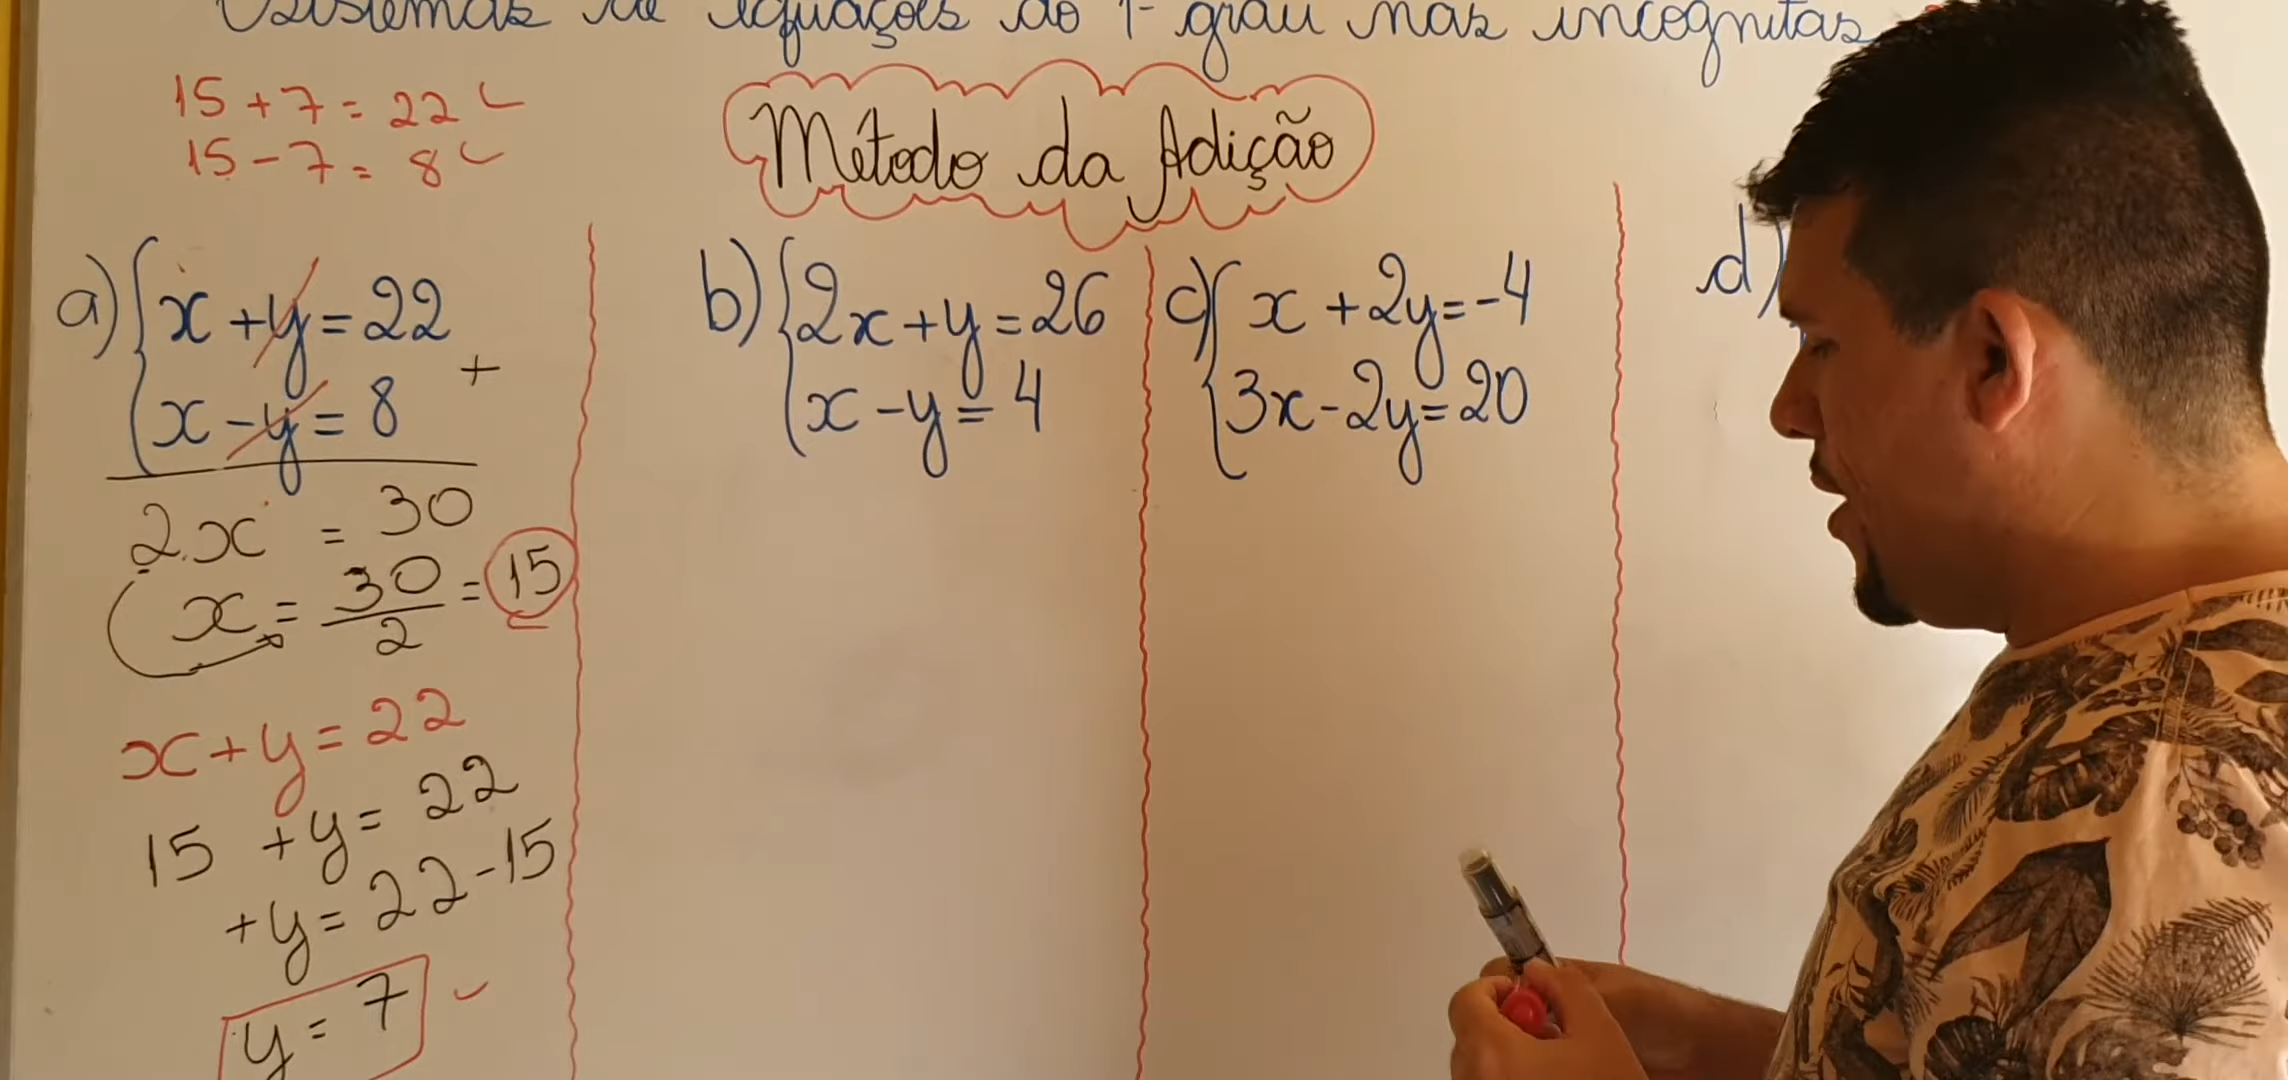 Sistemas de equações do 1º grau nas incógnitas
15 + 7 = 22
15 - 7 = 8
Método da Adição
a) x + y = 22
x - y = 8
+
2x = 30
x = 30/2 = 15
x + y = 22
15 + y = 22
+y = 22 - 15
y = 7
b) 2x + y = 26
x - y = 4
c) x + 2y = -4
3x - 2y = 20
d)